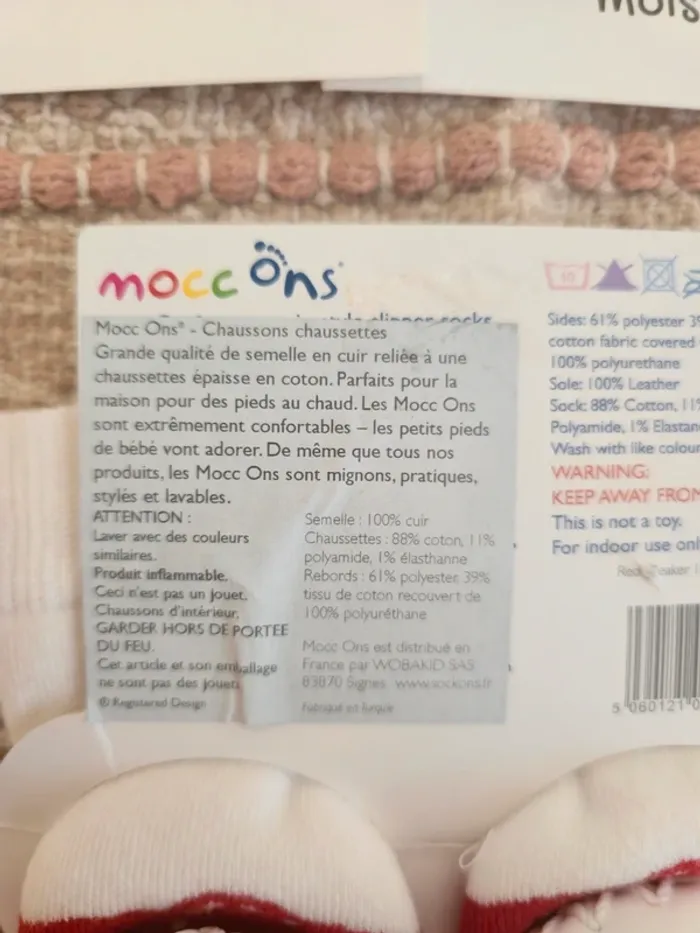 mocc Ons
Mocc Ons® - Chaussons chaussettes
Grande qualité de semelle en cuir reliée à une
chaussettes épaisse en coton. Parfaits pour la
maison pour des pieds au chaud. Les Mocc Ons
sont extrêmement confortables – les petits pieds
de bébé vont adorer. De même que tous nos
produits, les Mocc Ons sont mignons, pratiques,
stylés et lavables.
ATTENTION :
Laver avec des couleurs
similaires.
Produit inflammable.
Ceci n'est pas un jouet.
Chaussons d'intérieur.
GARDER HORS DE PORTEE
DU FEU.
Cet article et son emballage
ne sont pas des jouets
© Registered Design
Semelle : 100% cuir
Chaussettes : 88% coton, 11%
polyamide, 1% élasthanne
Rebords : 61% polyester 39%
tissu de coton recouvert de
100% polyuréthane
Mocc Ons est distribué en
France par WOBAKID SAS
83870 Signes www.sockons.fr
Fabriqué en Turquie
slipper socks
Sides: 61% polyester
cotton fabric covered
100% polyurethane
Sole: 100% Leather
Sock: 88% Cotton, 11%
Polyamide, 1%
Wash with like
WARNING:
KEEP AWAY FROM
This is not a toy.
For indoor use
5 060121